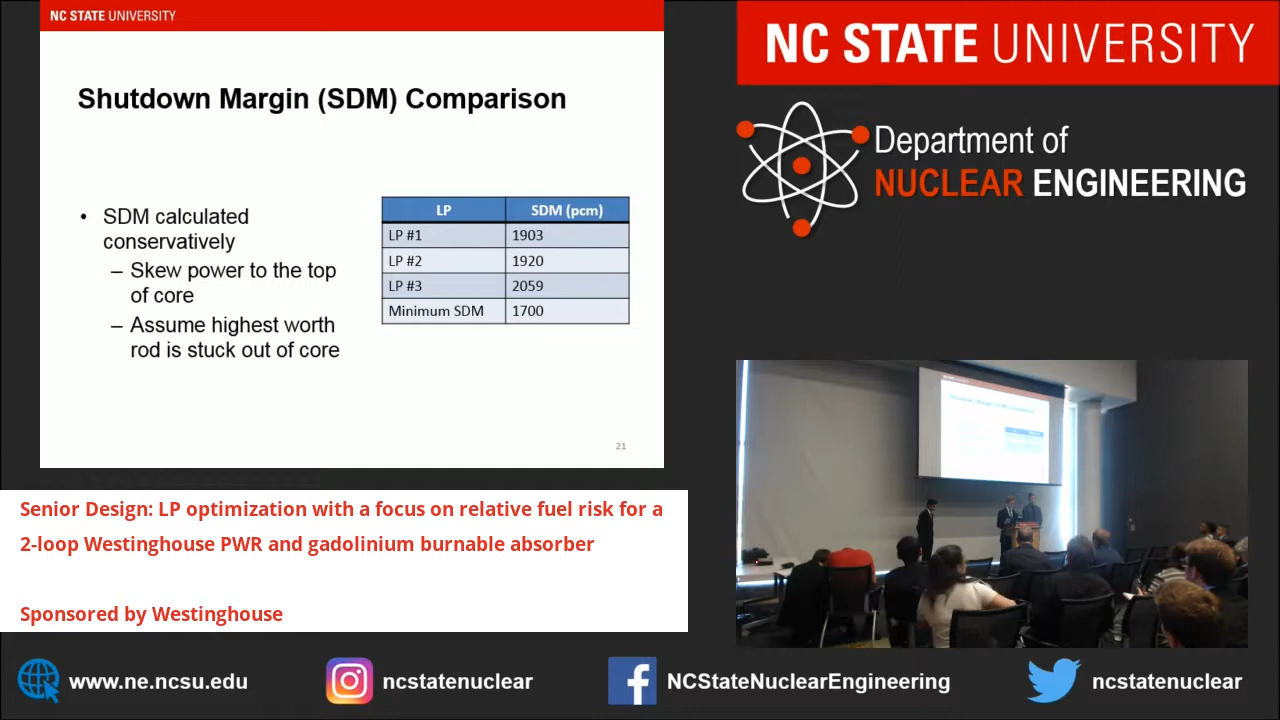 NC STATE UNIVERSITY
Shutdown Margin (SDM) Comparison
• SDM calculated
conservatively
– Skew power to the top
of core
– Assume highest worth
rod is stuck out of core
LP SDM (pcm)
LP #1 1903
LP #2 1920
LP #3 2059
Minimum SDM 1700
21
NC STATE UNIVERSITY
Department of
NUCLEAR ENGINEERING
Shutdown Margin (SDM) Comparison
Senior Design: LP optimization with a focus on relative fuel risk for a
2-loop Westinghouse PWR and gadolinium burnable absorber
Sponsored by Westinghouse
www.ne.ncsu.edu
ncstatenuclear
NCStateNuclearEngineering
ncstatenuclear